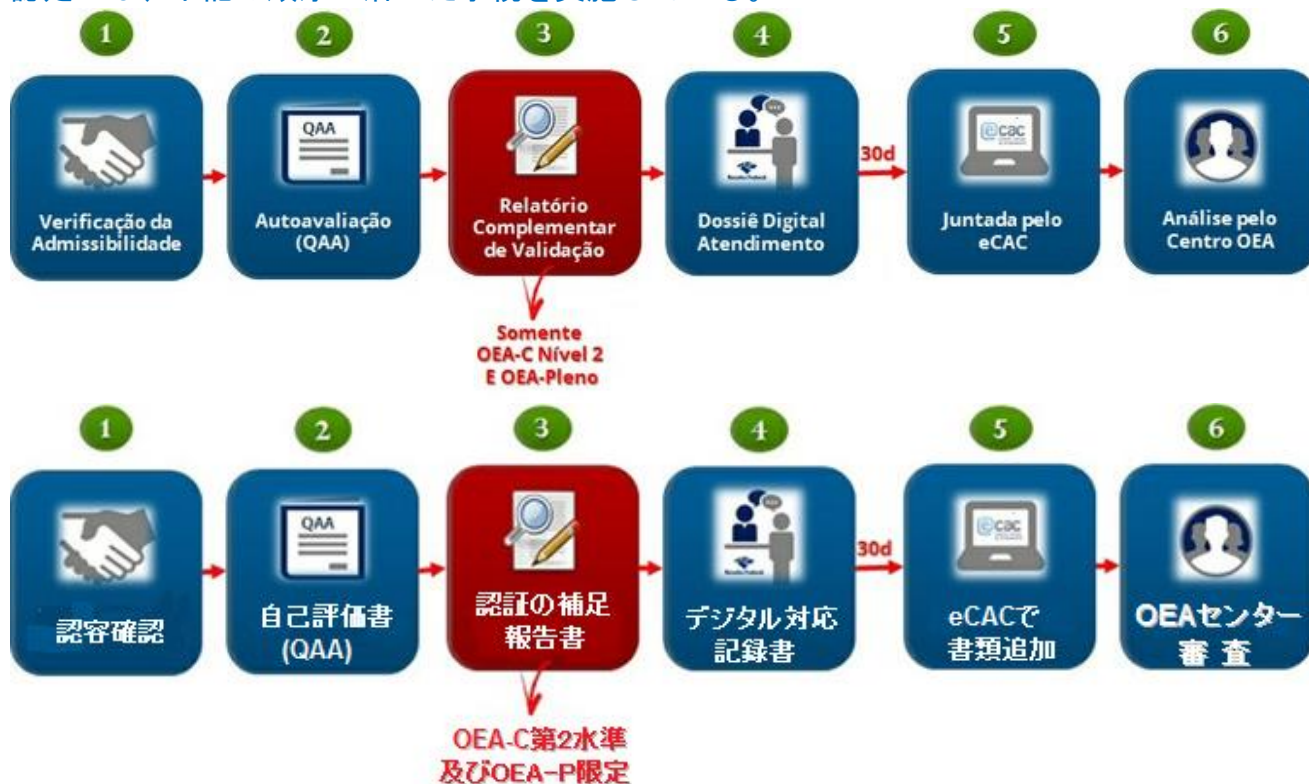 1 2 3 4 5 6
QAA
ecac
Receita Federal
Verificação da
Admissibilidade
Autoavaliação
(QAA)
Relatório
Complementar
de Validação
Dossiê Digital
Atendimento
30d
Juntada pelo
eCAC
Análise pelo
Centro OEA
Somente
OEA-C Nível 2
E OEA-Pleno
1 2 3 4 5 6
QAA
ecac
認容確認
自己評価書
(QAA)
認証の補足
報告書
デジタル対応
記録書
30d
eCACで
書類追加
OEAセンター
審 査
OEA-C第2水準
及びOEA-P限定